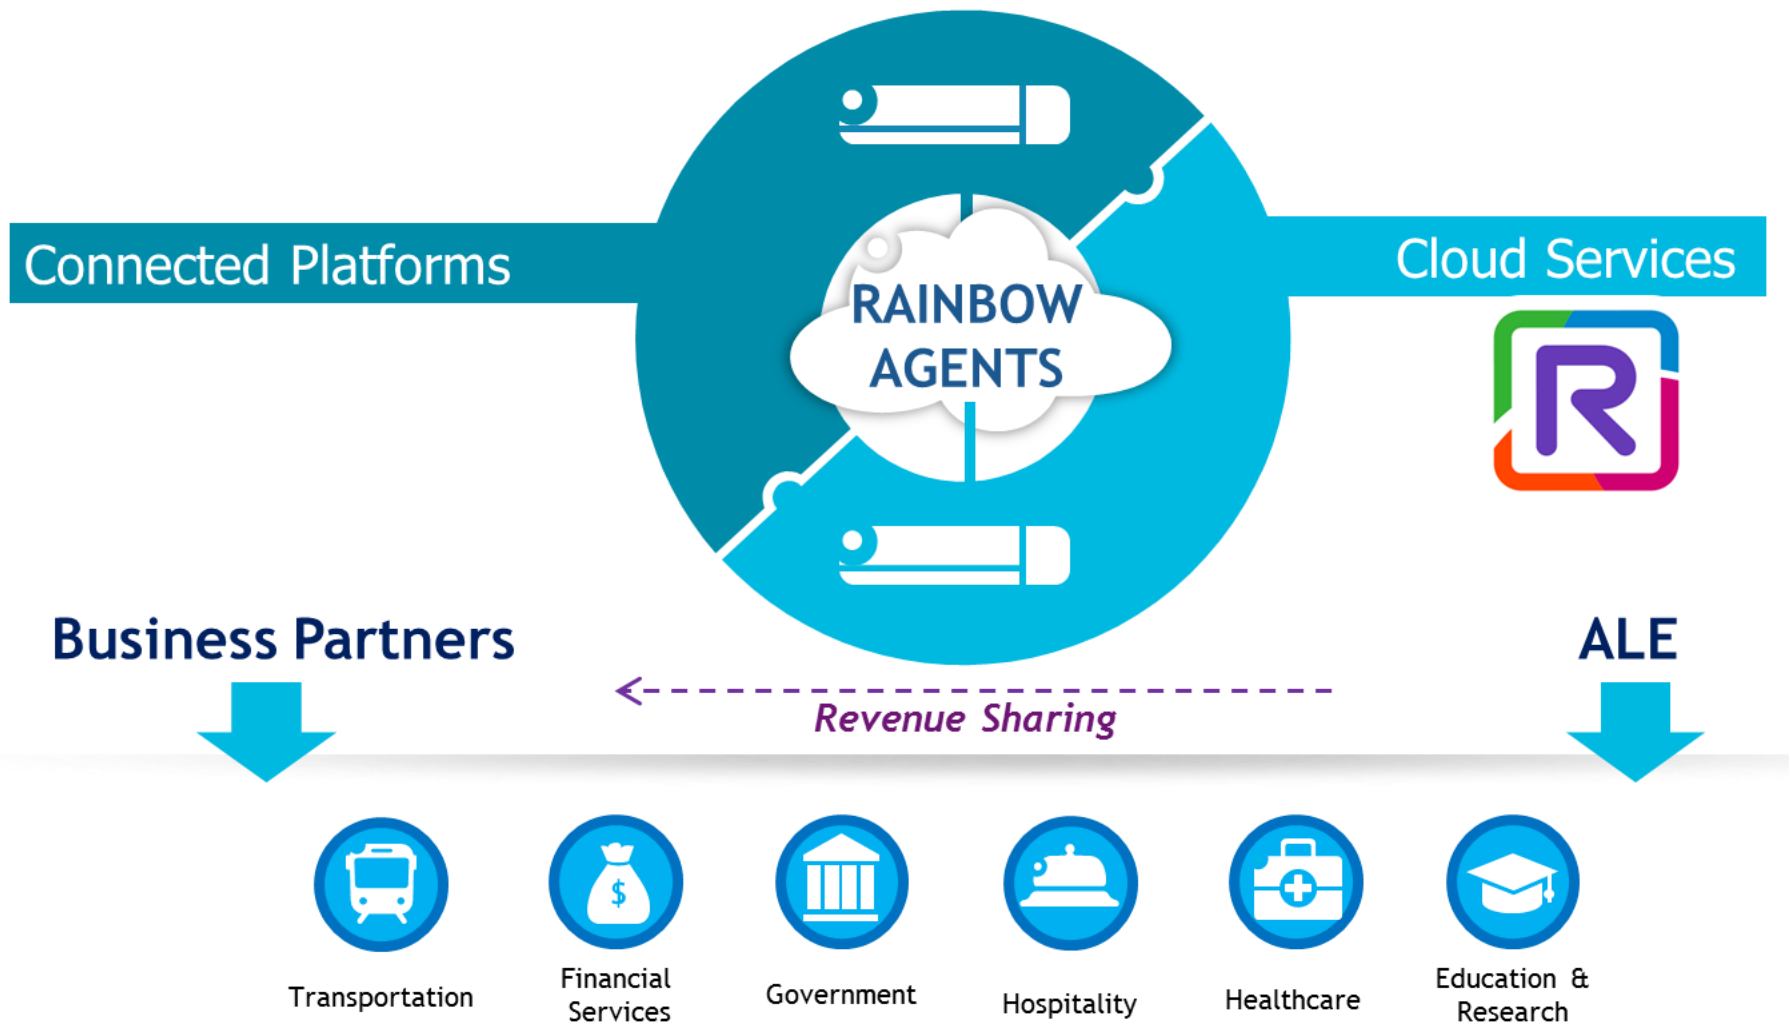 Connected Platforms
Cloud Services
RAINBOW
AGENTS
R
Business Partners
ALE
Revenue Sharing
$
Transportation
Financial
Services
Government
Hospitality
Healthcare
Education &
Research